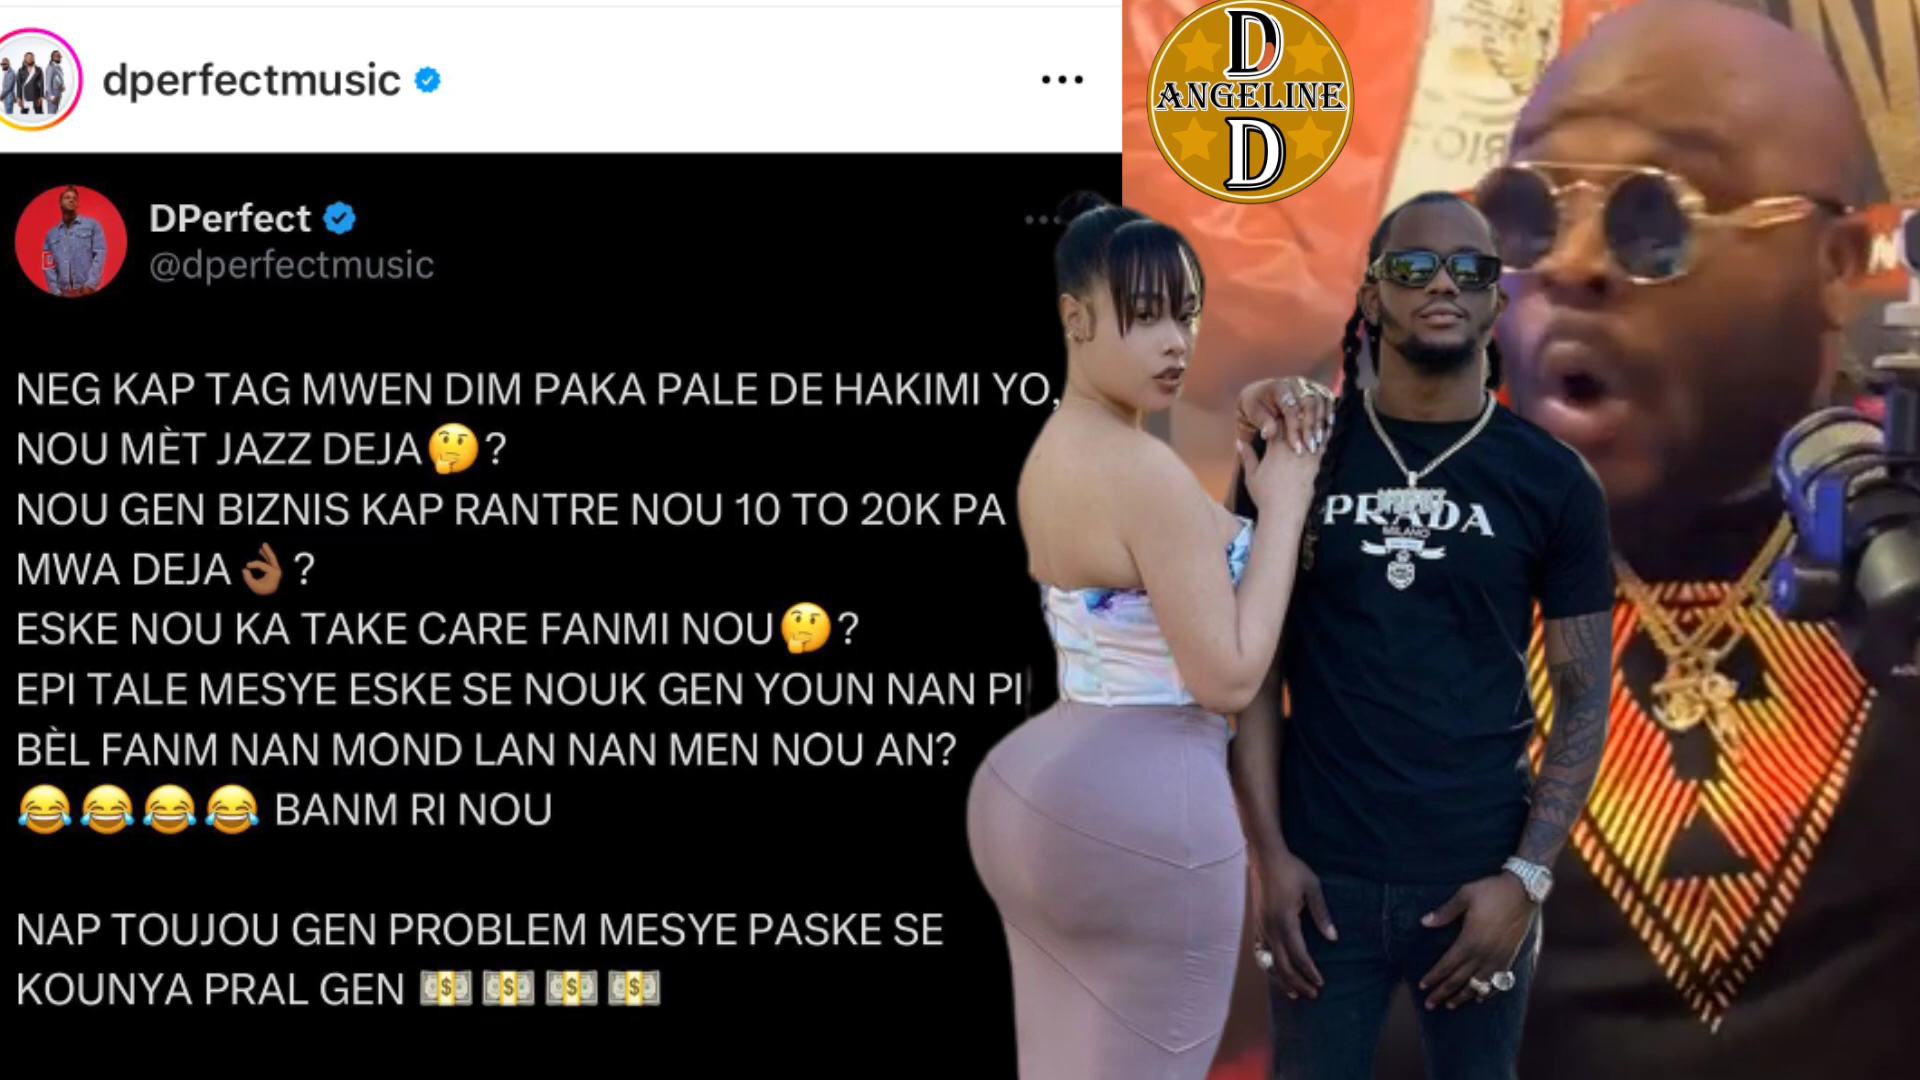 dperfectmusic
DPerfect
@dperfectmusic
NEG KAP TAG MWEN DIM PAKA PALE DE HAKIMI YO,
NOU MÈT JAZZ DEJA🤔?
NOU GEN BIZNIS KAP RANTRE NOU 10 TO 20K PA
MWA DEJA👌🏾?
ESKE NOU KA TAKE CARE FANMI NOU🤔?
EPI TALE MESYE ESKE SE NOUK GEN YOUN NAN PI
BÈL FANM NAN MOND LAN NAN MEN NOU AN?
😂😂😂😂 BANM RI NOU
NAP TOUJOU GEN PROBLEM MESYE PASKE SE
KOUNYA PRAL GEN 💵💵💵💵
D
ANGELINE
D
PRADA
MILANO